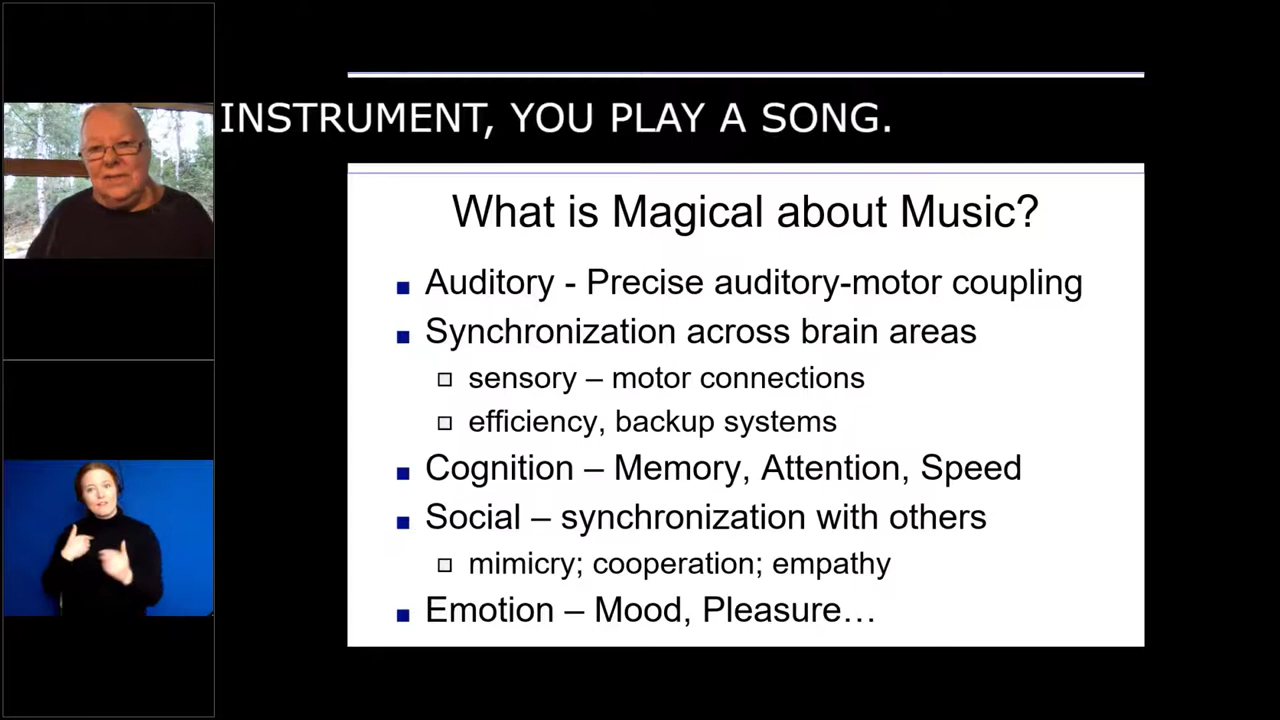 INSTRUMENT, YOU PLAY A SONG.
What is Magical about Music?
Auditory - Precise auditory-motor coupling
Synchronization across brain areas
sensory – motor connections
efficiency, backup systems
Cognition – Memory, Attention, Speed
Social – synchronization with others
mimicry; cooperation; empathy
Emotion – Mood, Pleasure…